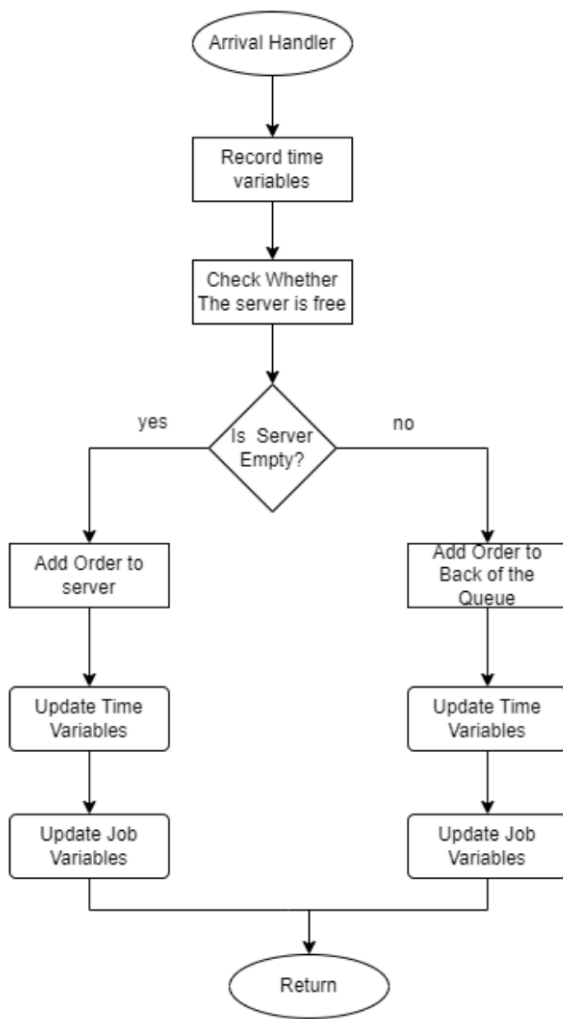 Arrival Handler
Record time
variables
Check Whether
The server is free
Is Server
Empty?
yes
no
Add Order to
server
Add Order to
Back of the
Queue
Update Time
Variables
Update Time
Variables
Update Job
Variables
Update Job
Variables
Return